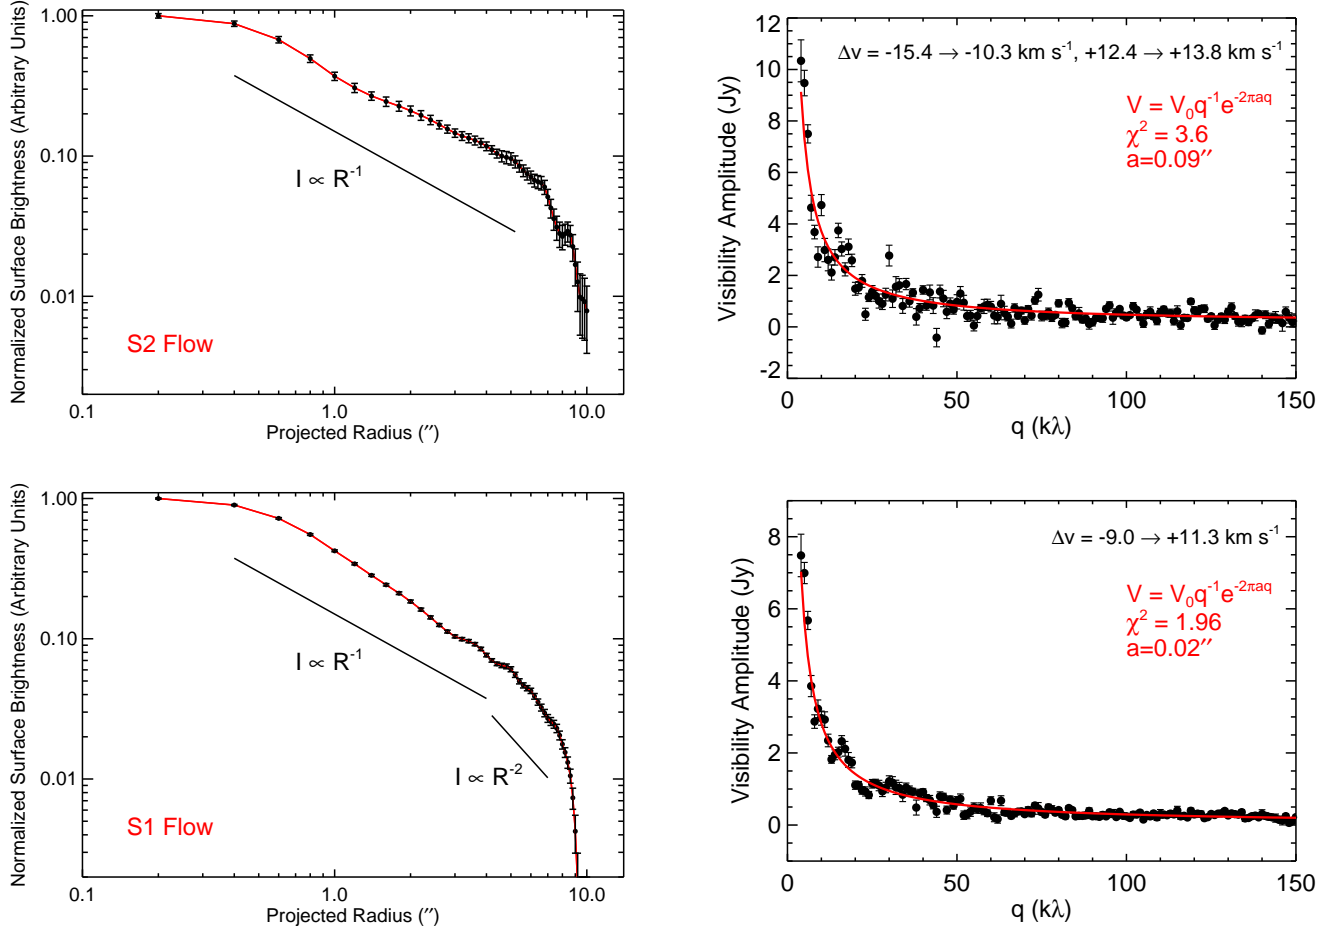 Normalized Surface Brightness (Arbitrary Units)
1.00
0.10
0.01
I ∝ R⁻¹
S2 Flow
0.1
1.0
10.0
Projected Radius (″)
Visibility Amplitude (Jy)
12
10
8
6
4
2
0
-2
Δv = -15.4 → -10.3 km s⁻¹, +12.4 → +13.8 km s⁻¹
V = V₀q⁻¹e⁻²πᵃq
χ² = 3.6
a=0.09″
0
50
100
150
q (kλ)
Normalized Surface Brightness (Arbitrary Units)
1.00
0.10
0.01
I ∝ R⁻¹
I ∝ R⁻²
S1 Flow
0.1
1.0
10.0
Projected Radius (″)
Visibility Amplitude (Jy)
8
6
4
2
0
Δv = -9.0 → +11.3 km s⁻¹
V = V₀q⁻¹e⁻²πᵃq
χ² = 1.96
a=0.02″
0
50
100
150
q (kλ)